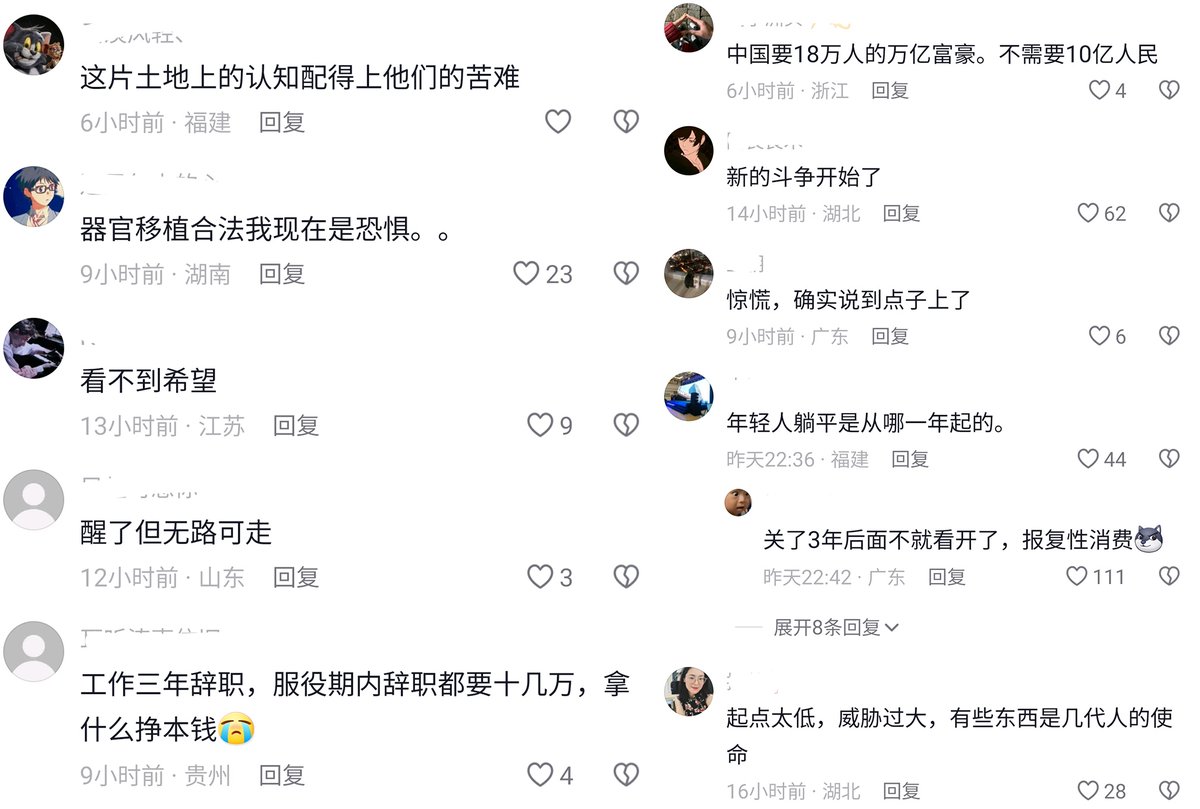 这片土地上的认知配得上他们的苦难
6小时前 · 福建 回复
器官移植合法我现在是恐惧。。
9小时前 · 湖南 回复 23
看不到希望
13小时前 · 江苏 回复 9
醒了但无路可走
12小时前 · 山东 回复 3
工作三年辞职，服役期内辞职都要十几万，拿
什么挣本钱😭
9小时前 · 贵州 回复 4
中国要18万人的万亿富豪。不需要10亿人民
6小时前 · 浙江 回复 4
新的斗争开始了
14小时前 · 湖北 回复 62
惊慌，确实说到点子上了
9小时前 · 广东 回复 6
年轻人躺平是从哪一年起的。
昨天22:36 · 福建 回复 44
关了3年后面不就看开了，报复性消费
昨天22:42 · 广东 回复 111
展开8条回复
起点太低，威胁过大，有些东西是几代人的使
命
16小时前 · 湖北 回复 28